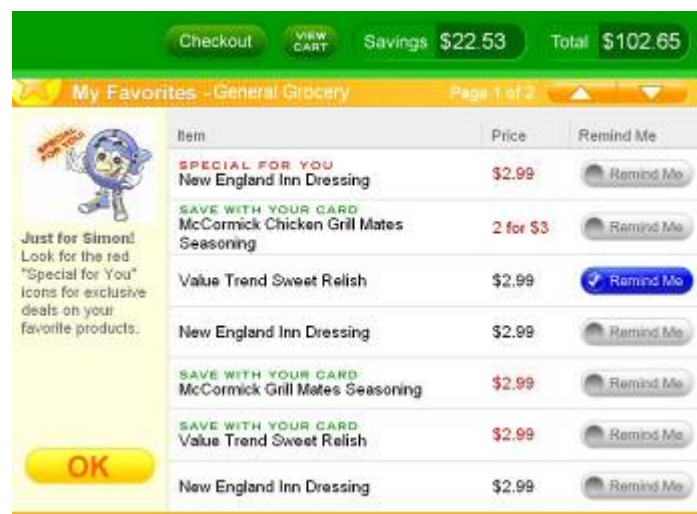 Checkout
VIEW CART
Savings $22.53
Total $102.65
My Favorites - General Grocery
Page 1 of 2
SPECIAL FOR YOU
Just for Simon!
Look for the red
"Special for You"
icons for exclusive
deals on your
favorite products.
OK
Item Price Remind Me
SPECIAL FOR YOU
New England Inn Dressing $2.99 Remind Me
SAVE WITH YOUR CARD
McCormick Chicken Grill Mates
Seasoning 2 for $3 Remind Me
Value Trend Sweet Relish $2.99 Remind Me
New England Inn Dressing $2.99 Remind Me
SAVE WITH YOUR CARD
McCormick Grill Mates Seasoning $2.99 Remind Me
SAVE WITH YOUR CARD
Value Trend Sweet Relish $2.99 Remind Me
New England Inn Dressing $2.99 Remind Me